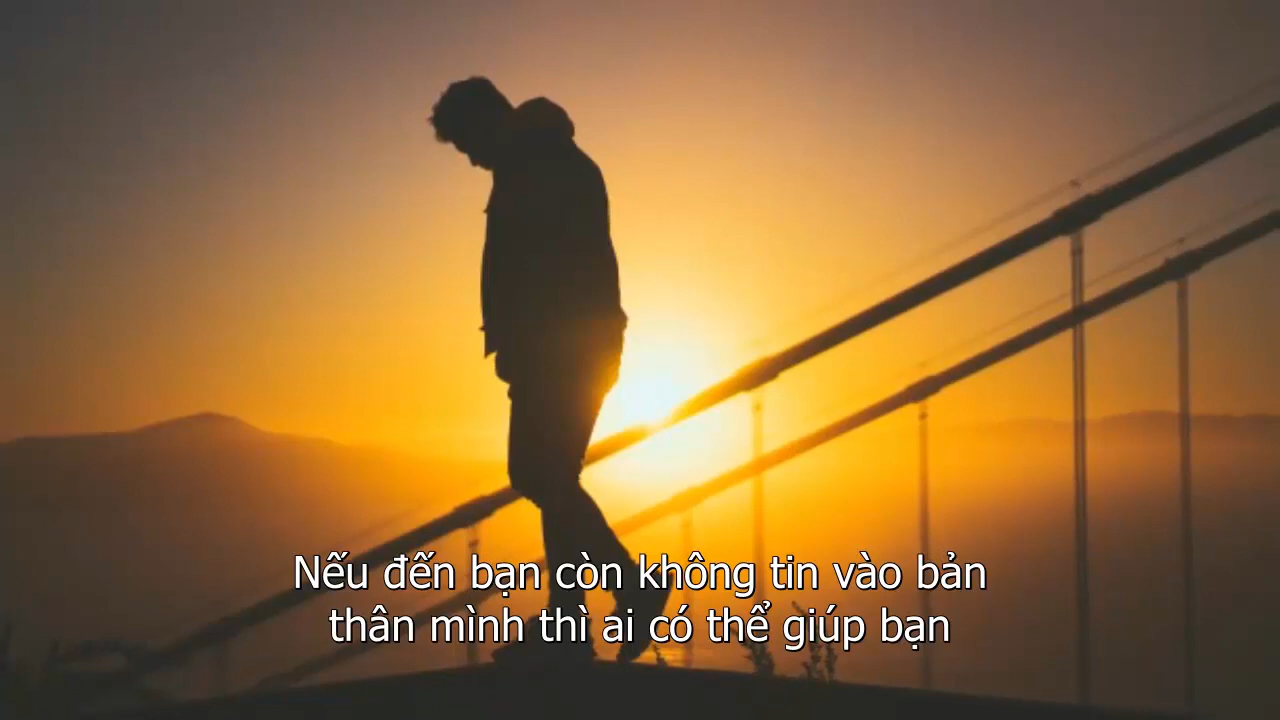 Nếu đến bạn còn không tin vào bản
thân mình thì ai có thể giúp bạn